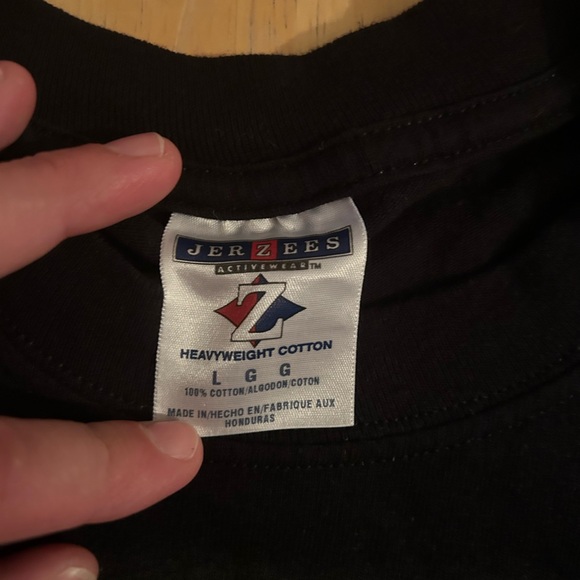 JERZEES
ACTIVEWEAR™
Z
HEAVYWEIGHT COTTON
L G G
100% COTTON/ALGODON/COTON
MADE IN/HECHO EN/FABRIQUE AUX
HONDURAS